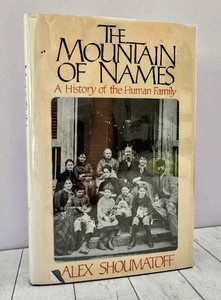 THE
MOUNTAIN
OF NAMES
A History of the Human Family
ALEX SHOUMATOFF